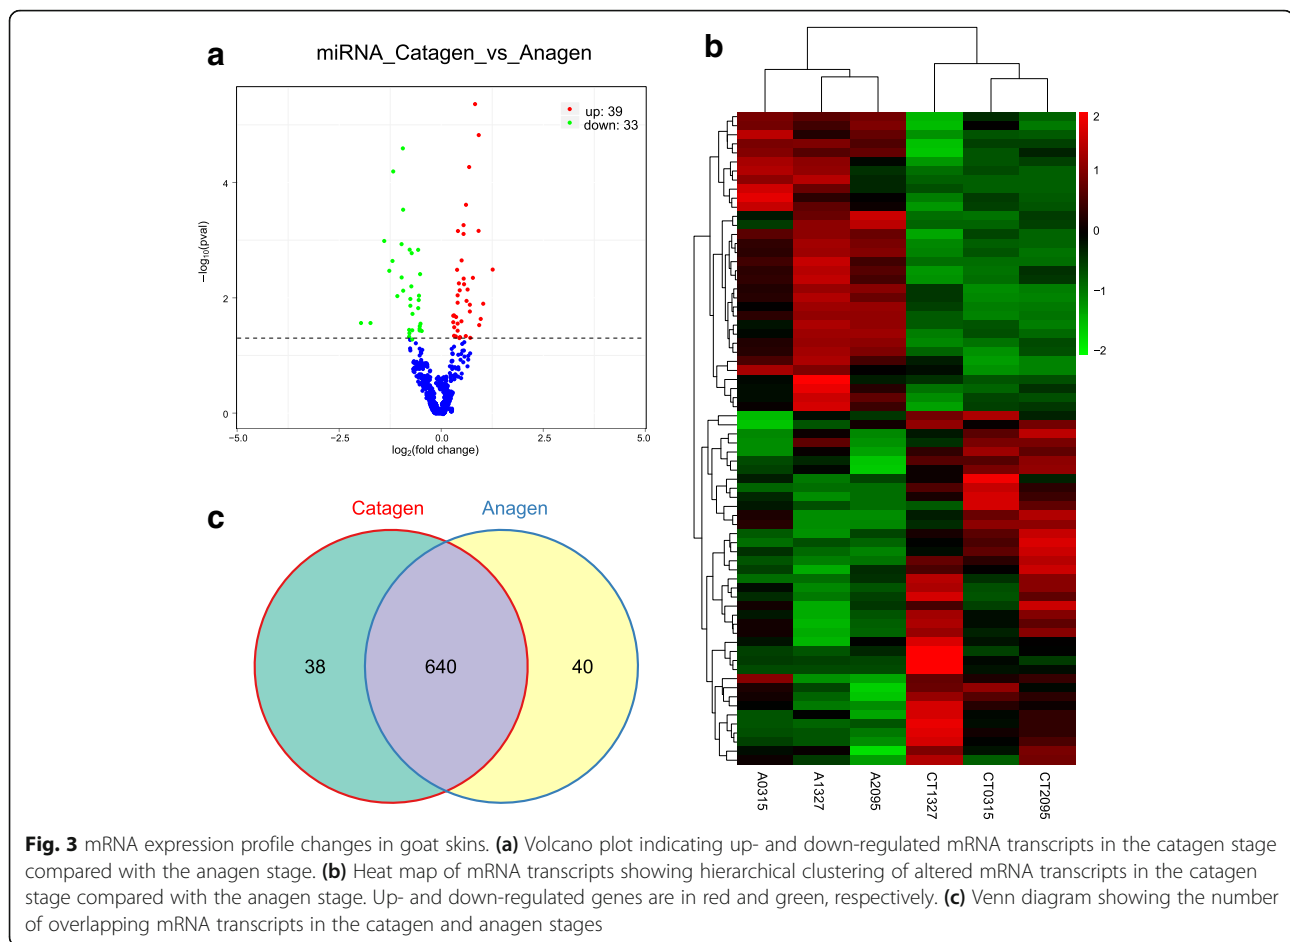 a
miRNA_Catagen_vs_Anagen
up: 39
down: 33
4
2
0
−log10(pval)
−5.0
−2.5
0.0
2.5
5.0
log2(fold change)
b
2
1
0
−1
−2
A0315
A1327
A2095
CT1327
CT0315
CT2095
c
Catagen
Anagen
38
640
40
Fig. 3 mRNA expression profile changes in goat skins. (a) Volcano plot indicating up- and down-regulated mRNA transcripts in the catagen stage
compared with the anagen stage. (b) Heat map of mRNA transcripts showing hierarchical clustering of altered mRNA transcripts in the catagen
stage compared with the anagen stage. Up- and down-regulated genes are in red and green, respectively. (c) Venn diagram showing the number
of overlapping mRNA transcripts in the catagen and anagen stages